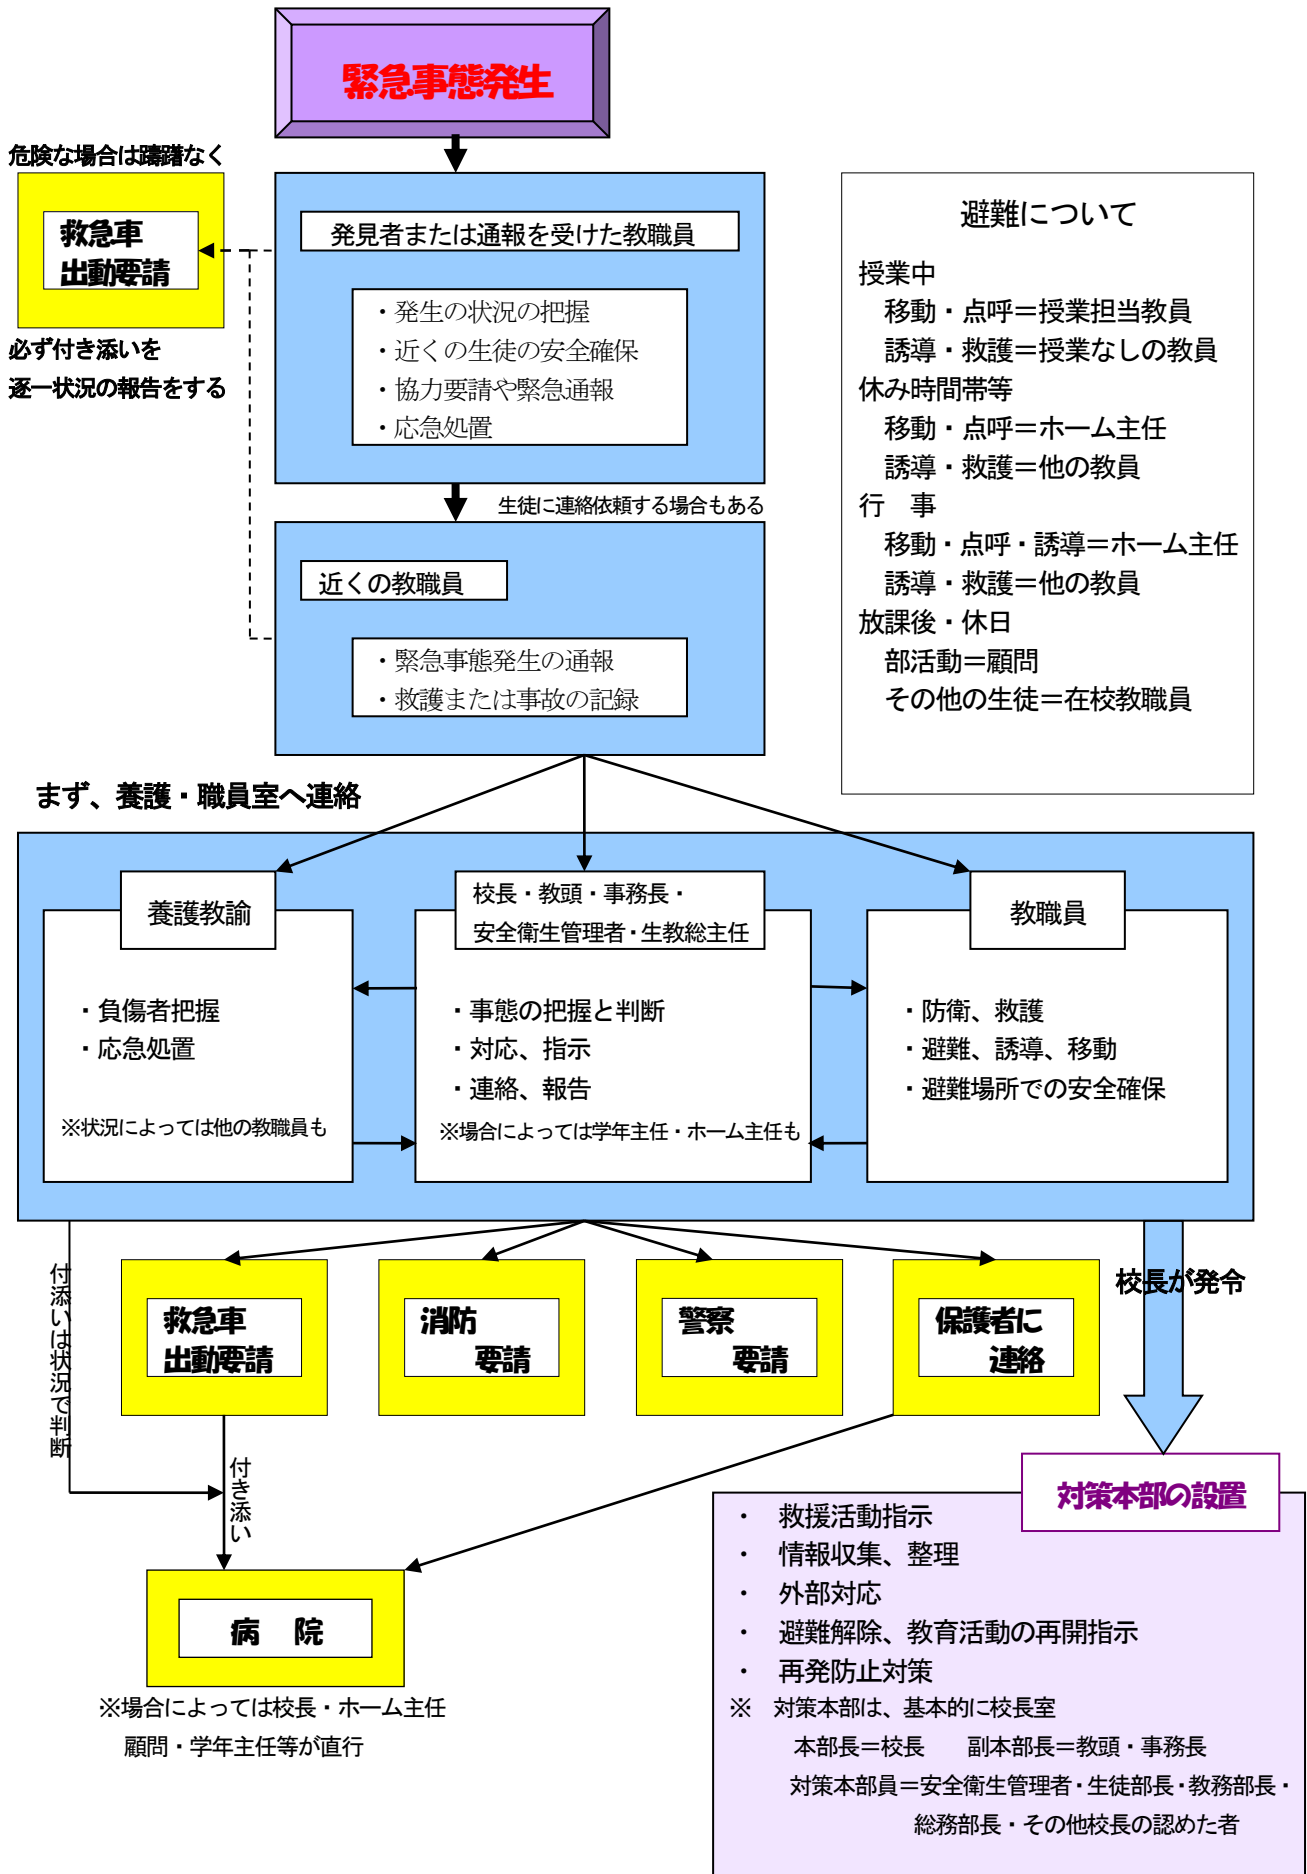 緊急事態発生
危険な場合は躊躇なく
救急車
出動要請
必ず付き添いを
逐一状況の報告をする
発見者または通報を受けた教職員
・発生の状況の把握
・近くの生徒の安全確保
・協力要請や緊急通報
・応急処置
生徒に連絡依頼する場合もある
近くの教職員
・緊急事態発生の通報
・救護または事故の記録
避難について
授業中
移動・点呼＝授業担当教員
誘導・救護＝授業なしの教員
休み時間帯等
移動・点呼＝ホーム主任
誘導・救護＝他の教員
行　事
移動・点呼・誘導＝ホーム主任
誘導・救護＝他の教員
放課後・休日
部活動＝顧問
その他の生徒＝在校教職員
まず、養護・職員室へ連絡
養護教諭
・負傷者把握
・応急処置
※状況によっては他の教職員も
校長・教頭・事務長・
安全衛生管理者・生教総主任
・事態の把握と判断
・対応、指示
・連絡、報告
※場合によっては学年主任・ホーム主任も
教職員
・防衛、救護
・避難、誘導、移動
・避難場所での安全確保
付添いは状況で判断
救急車
出動要請
消防
要請
警察
要請
保護者に
連絡
校長が発令
付き添い
病　院
※場合によっては校長・ホーム主任
顧問・学年主任等が直行
対策本部の設置
・　救援活動指示
・　情報収集、整理
・　外部対応
・　避難解除、教育活動の再開指示
・　再発防止対策
※　対策本部は、基本的に校長室
本部長＝校長　　副本部長＝教頭・事務長
対策本部員＝安全衛生管理者・生徒部長・教務部長・
総務部長・その他校長の認めた者